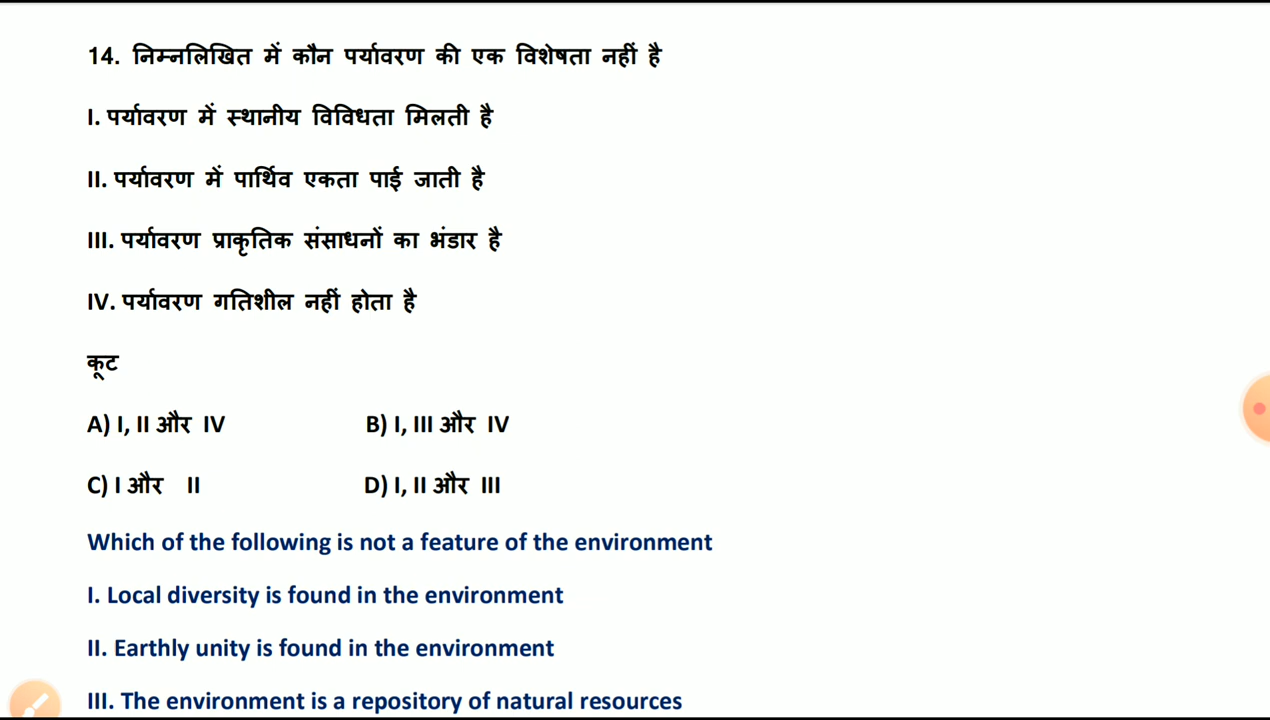 14. निम्नलिखित में कौन पर्यावरण की एक विशेषता नहीं है
I. पर्यावरण में स्थानीय विविधता मिलती है
II. पर्यावरण में पार्थिव एकता पाई जाती है
III. पर्यावरण प्राकृतिक संसाधनों का भंडार है
IV. पर्यावरण गतिशील नहीं होता है
कूट
A) I, II और IV B) I, III और IV
C) I और II D) I, II और III
Which of the following is not a feature of the environment
I. Local diversity is found in the environment
II. Earthly unity is found in the environment
III. The environment is a repository of natural resources